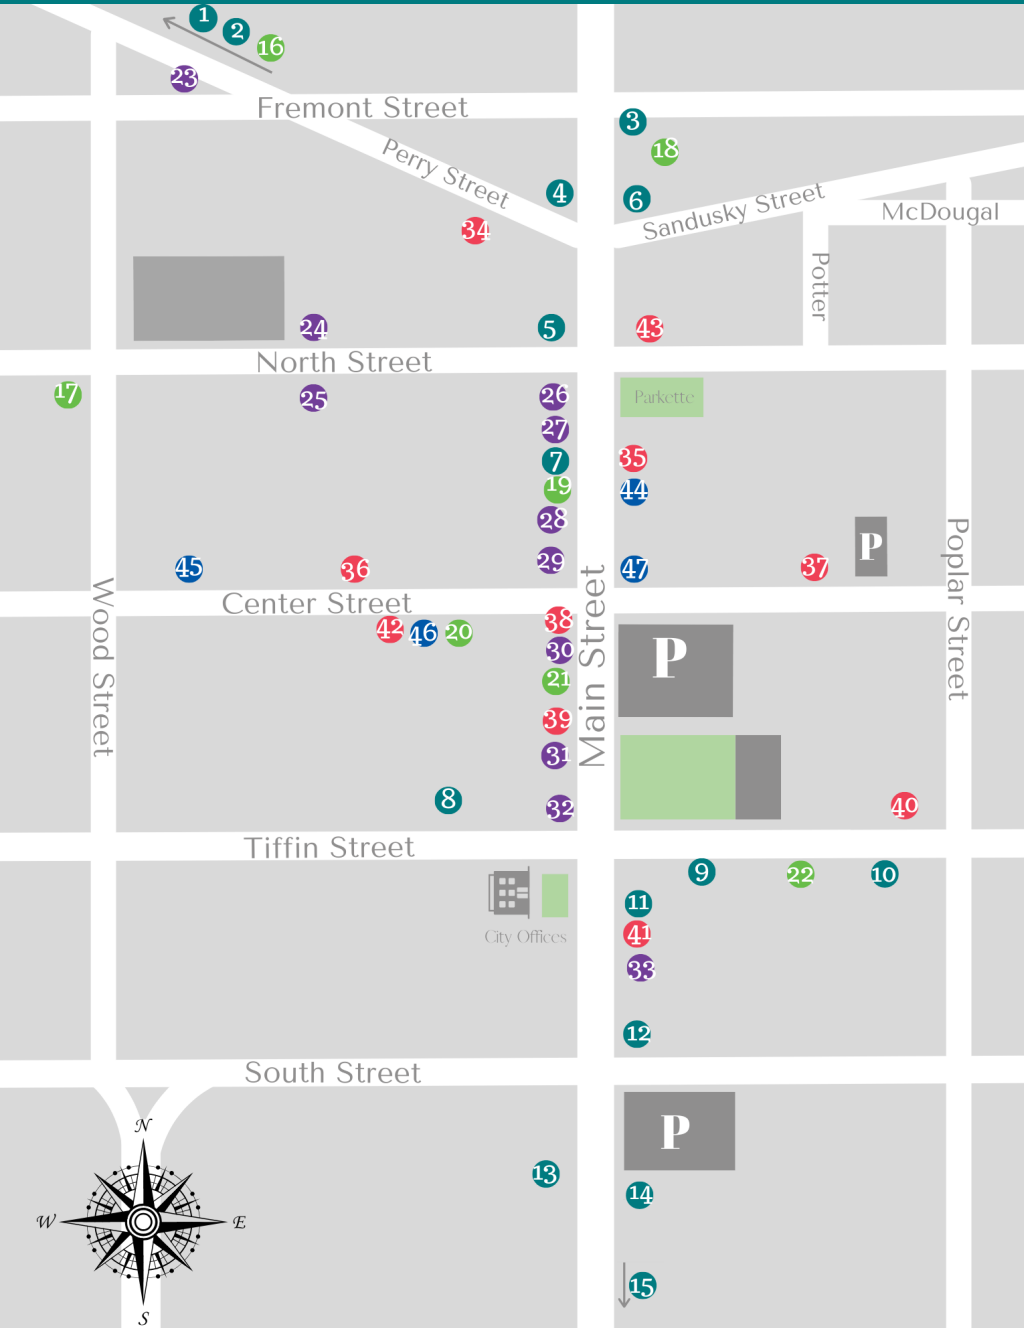 1
2
16
23
Fremont Street
3
Perry Street
18
4
6
Sandusky Street
McDougal
34
Potter
24
5
43
North Street
17
25
26
Parkette
27
7
35
19
44
28
29
45
36
47
37
P
Poplar Street
Wood Street
Center Street
Main Street
42
46
20
38
30
21
P
39
31
8
32
40
Tiffin Street
9
22
10
11
City Offices
41
33
12
South Street
P
N
W
E
S
13
14
15